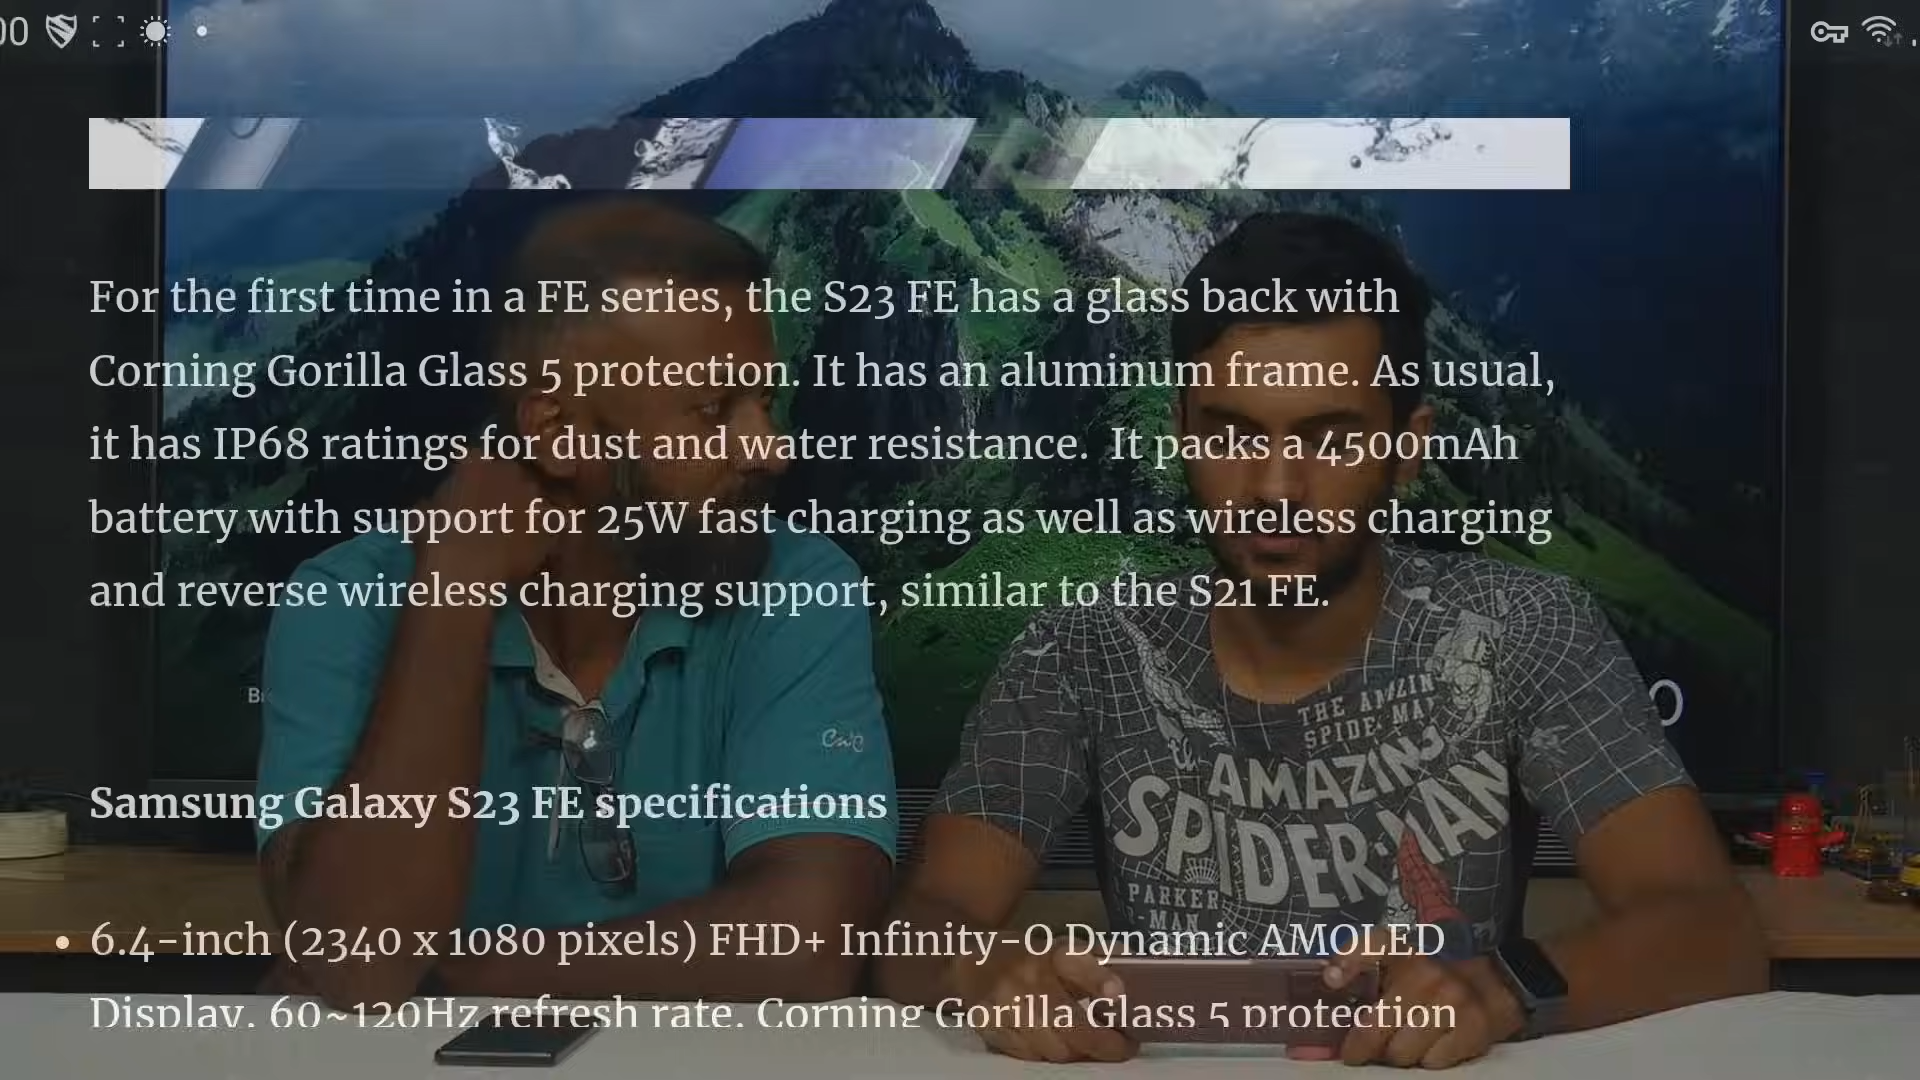 00
For the first time in a FE series, the S23 FE has a glass back with
Corning Gorilla Glass 5 protection. It has an aluminum frame. As usual,
it has IP68 ratings for dust and water resistance.  It packs a 4500mAh
battery with support for 25W fast charging as well as wireless charging
and reverse wireless charging support, similar to the S21 FE.
THE AMAZIN
SPIDE MA
AMAZING
SPIDER-MAN
PARKER
R-MAN
Samsung Galaxy S23 FE specifications
• 6.4-inch (2340 x 1080 pixels) FHD+ Infinity-O Dynamic AMOLED
Display, 60~120Hz refresh rate, Corning Gorilla Glass 5 protection